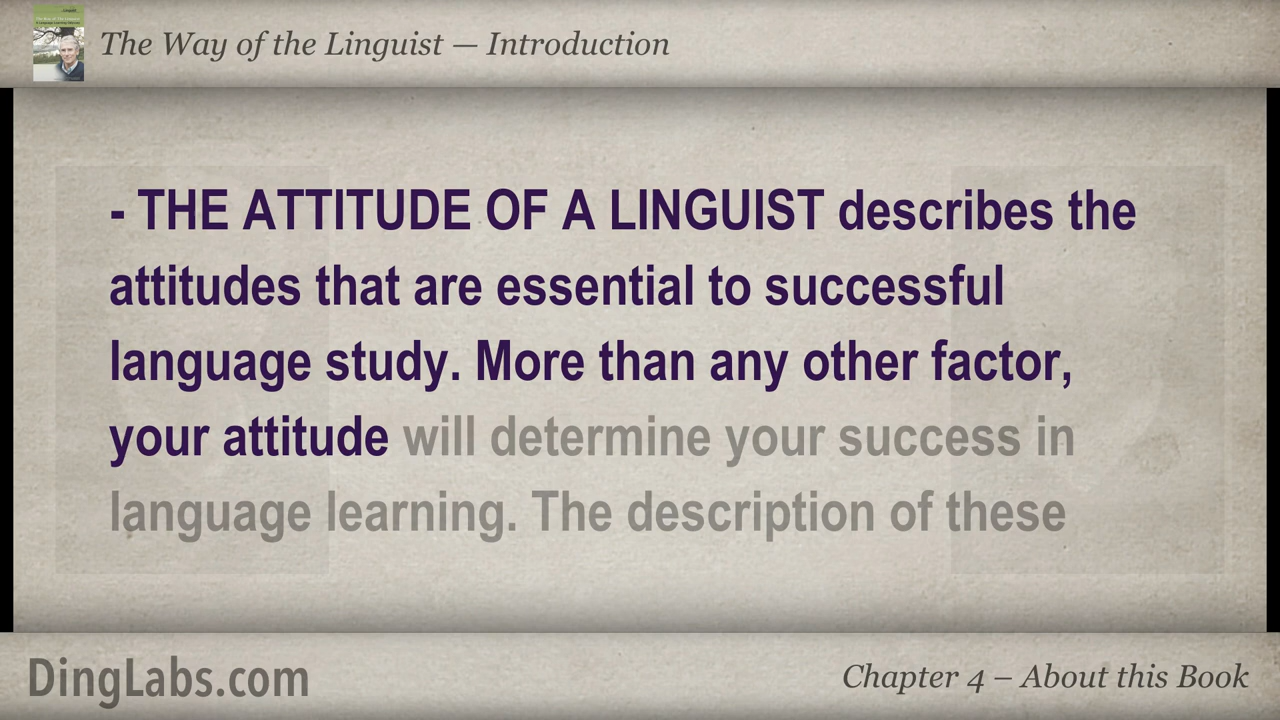 The Way of the Linguist — Introduction
- THE ATTITUDE OF A LINGUIST describes the
attitudes that are essential to successful
language study. More than any other factor,
your attitude will determine your success in
language learning. The description of these
DingLabs.com
Chapter 4 – About this Book